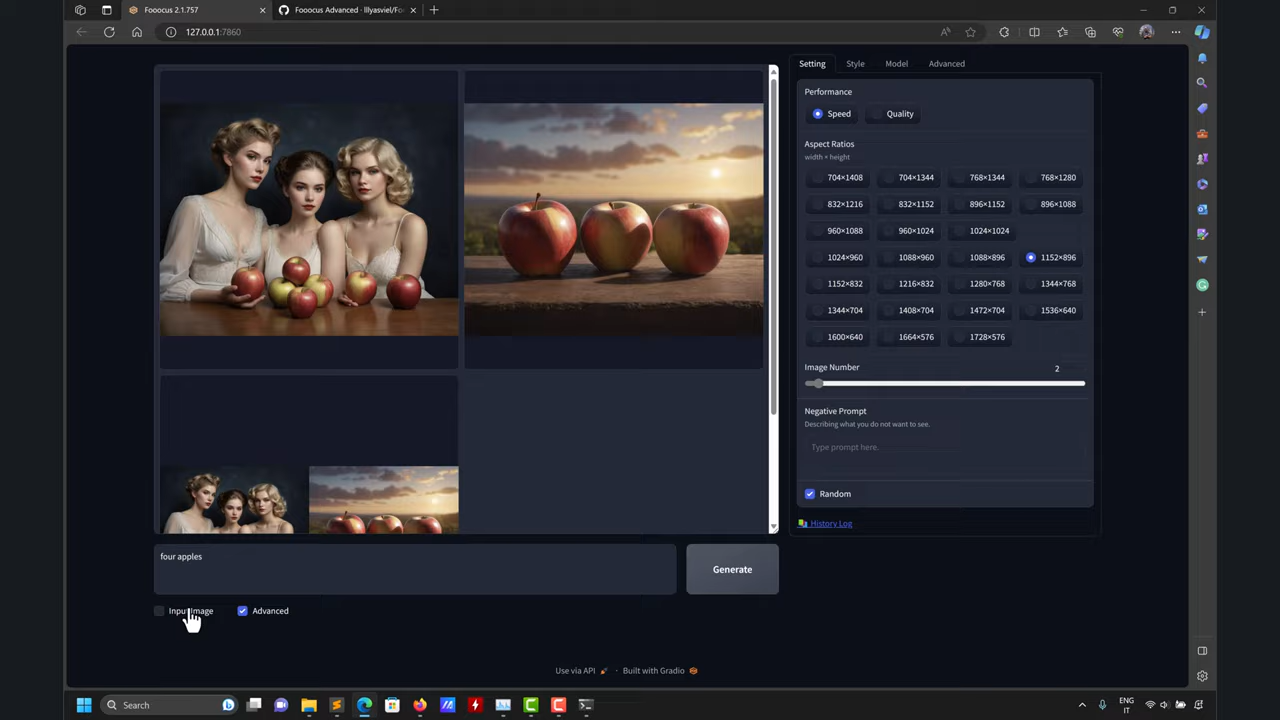 Fooocus 2.1.757
Fooocus Advanced · lllyasviel/Fo
127.0.0.1:7860
Setting
Style
Model
Advanced
Performance
Speed
Quality
Aspect Ratios
width × height
704×1408
704×1344
768×1344
768×1280
832×1216
832×1152
896×1152
896×1088
960×1088
960×1024
1024×1024
1024×960
1088×960
1088×896
1152×896
1152×832
1216×832
1280×768
1344×768
1344×704
1408×704
1472×704
1536×640
1600×640
1664×576
1728×576
Image Number
2
Negative Prompt
Describing what you do not want to see.
Type prompt here.
Random
History Log
four apples
Generate
Input Image
Advanced
Use via API
·
Built with Gradio
Search
ENG
IT